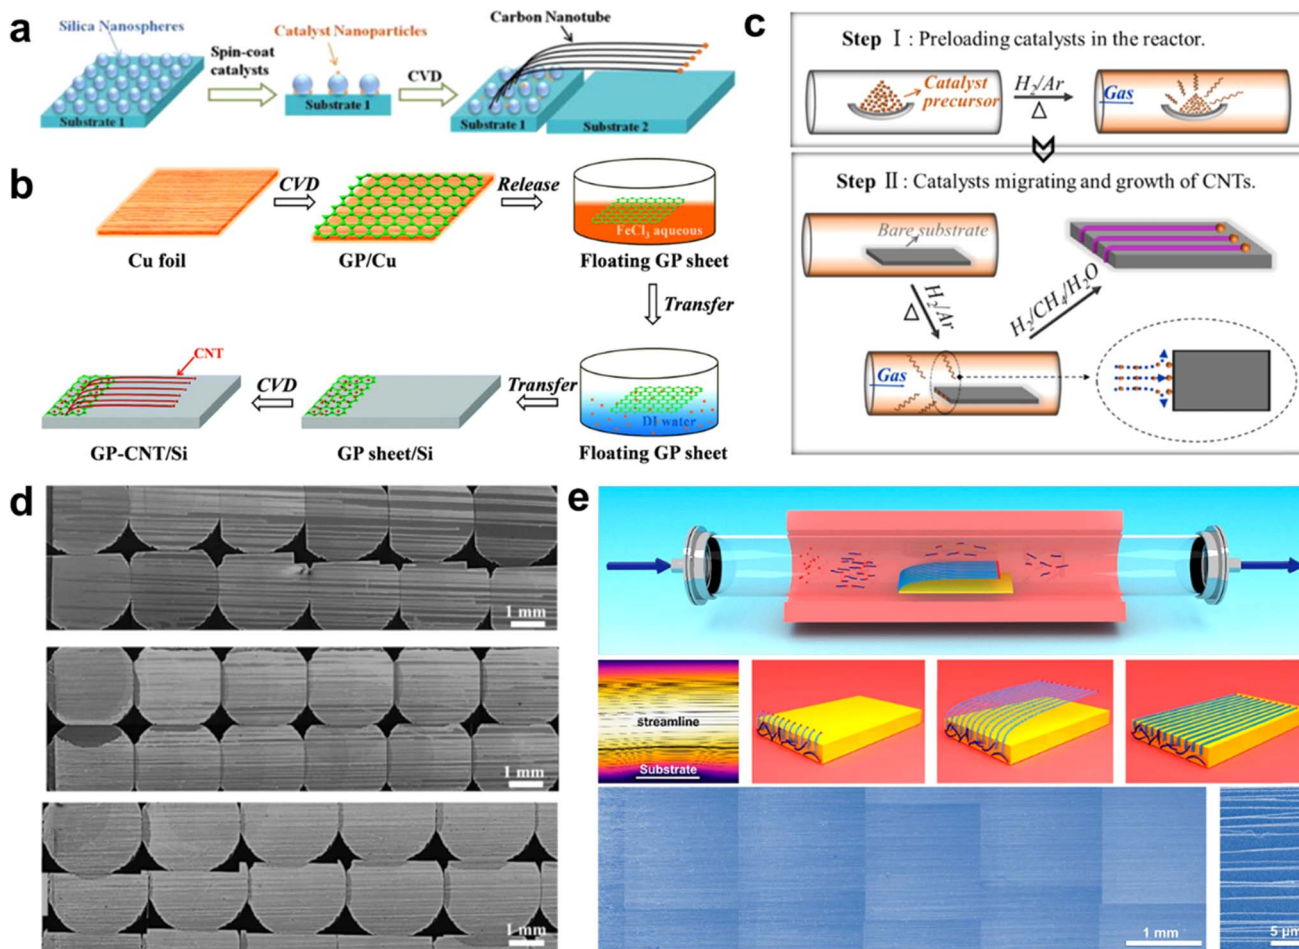 a
Silica Nanospheres
Substrate 1
Spin-coat
catalysts
Catalyst Nanoparticles
Substrate 1
CVD
Carbon Nanotube
Substrate 1
Substrate 2
b
Cu foil
CVD
GP/Cu
Release
FeCl₃ aqueous
Floating GP sheet
Transfer
DI water
Floating GP sheet
Transfer
GP sheet/Si
CVD
CNT
GP-CNT/Si
c
Step Ⅰ : Preloading catalysts in the reactor.
Catalyst
precursor
H₂/Ar
△
Gas
Step Ⅱ : Catalysts migrating and growth of CNTs.
Bare substrate
H₂/Ar
△
H₂/CH₄/H₂O
Gas
d
1 mm
1 mm
1 mm
e
streamline
Substrate
1 mm
5 µm